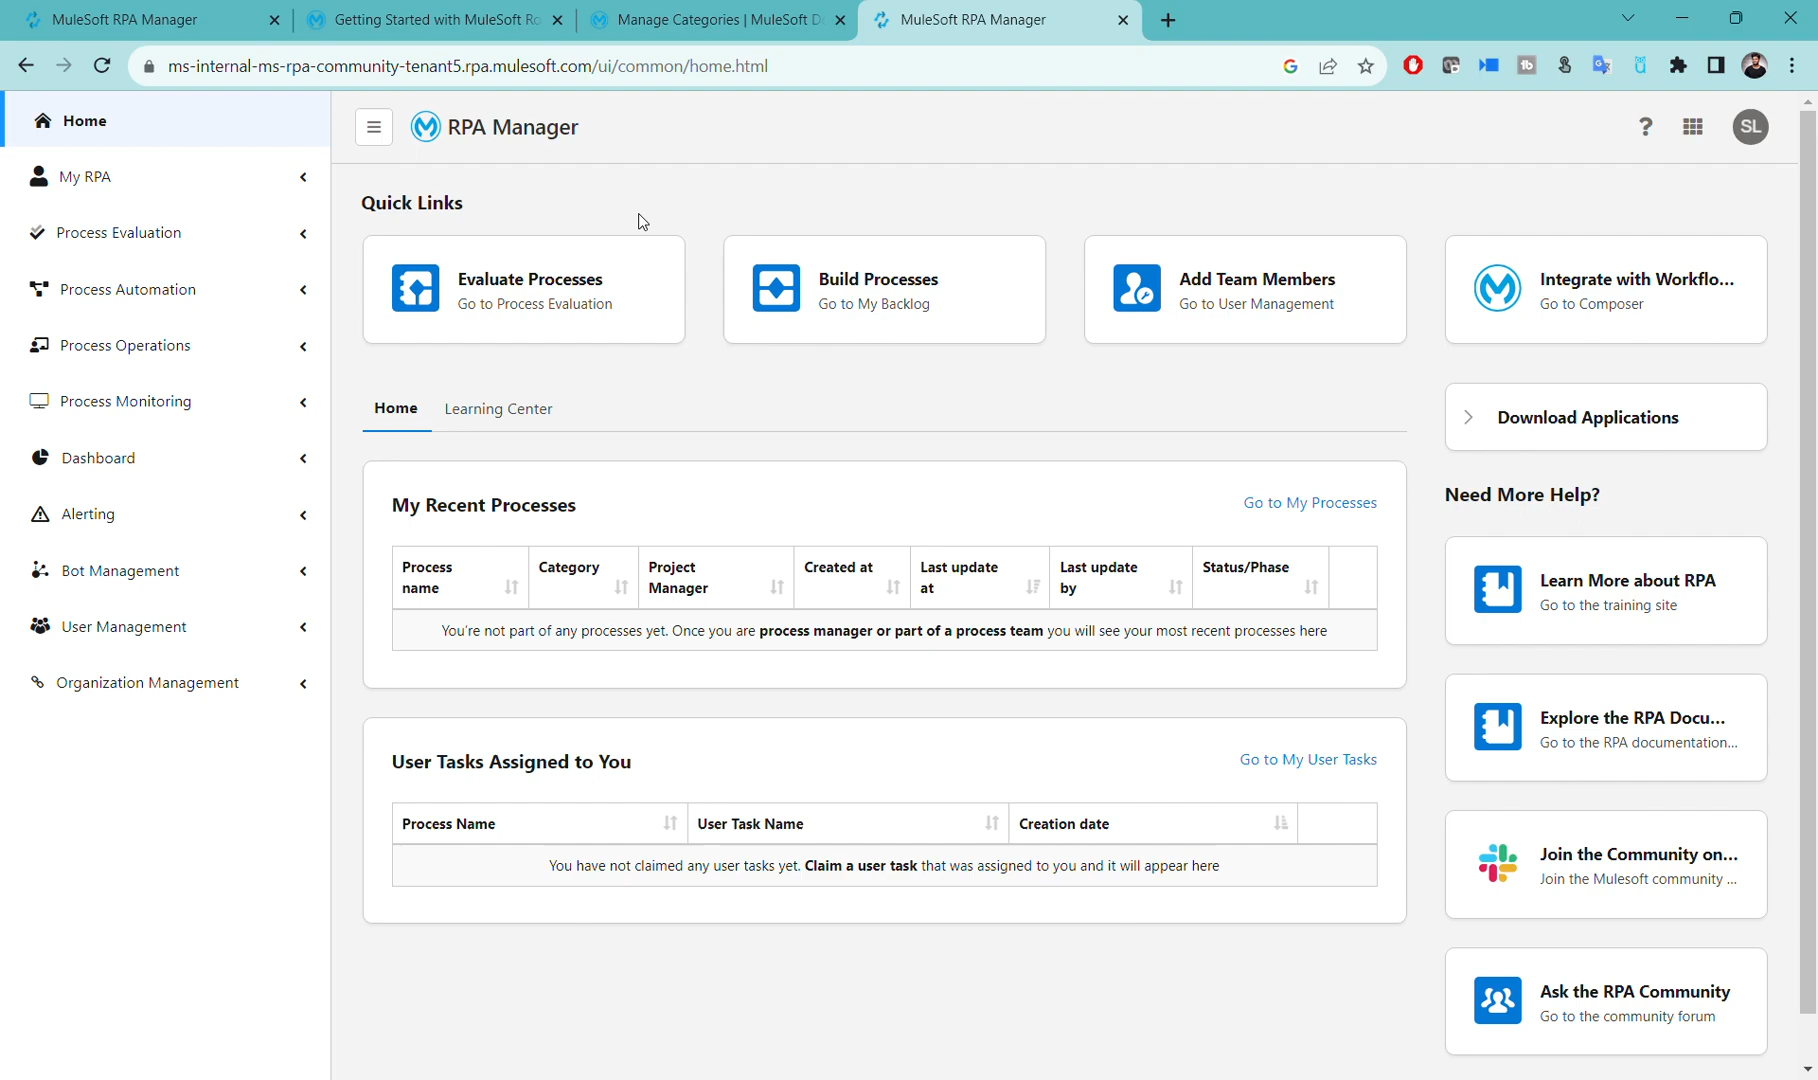 MuleSoft RPA Manager
Getting Started with MuleSoft Ro
Manage Categories | MuleSoft D
MuleSoft RPA Manager
ms-internal-ms-rpa-community-tenant5.rpa.mulesoft.com/ui/common/home.html
Home
My RPA
Process Evaluation
Process Automation
Process Operations
Process Monitoring
Dashboard
Alerting
Bot Management
User Management
Organization Management
RPA Manager
?
SL
Quick Links
Evaluate Processes
Go to Process Evaluation
Build Processes
Go to My Backlog
Add Team Members
Go to User Management
Integrate with Workflo...
Go to Composer
Home
Learning Center
My Recent Processes
Go to My Processes
Process name
Category
Project Manager
Created at
Last update at
Last update by
Status/Phase
You're not part of any processes yet. Once you are process manager or part of a process team you will see your most recent processes here
User Tasks Assigned to You
Go to My User Tasks
Process Name
User Task Name
Creation date
You have not claimed any user tasks yet. Claim a user task that was assigned to you and it will appear here
Download Applications
Need More Help?
Learn More about RPA
Go to the training site
Explore the RPA Docu...
Go to the RPA documentation...
Join the Community on...
Join the Mulesoft community ...
Ask the RPA Community
Go to the community forum